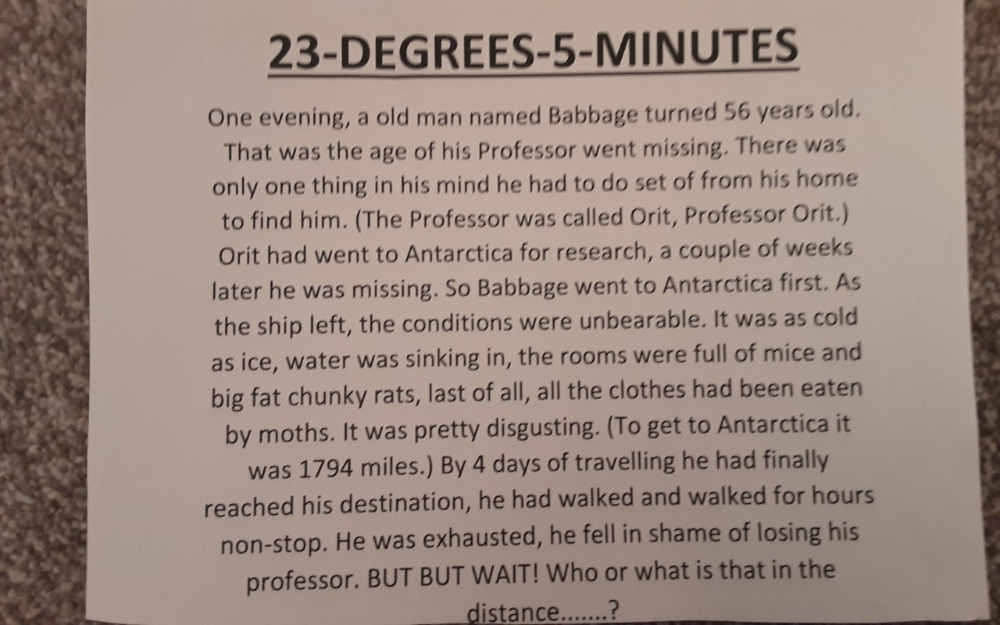 23-DEGREES-5-MINUTES
One evening, a old man named Babbage turned 56 years old.
That was the age of his Professor went missing. There was
only one thing in his mind he had to do set of from his home
to find him. (The Professor was called Orit, Professor Orit.)
Orit had went to Antarctica for research, a couple of weeks
later he was missing. So Babbage went to Antarctica first. As
the ship left, the conditions were unbearable. It was as cold
as ice, water was sinking in, the rooms were full of mice and
big fat chunky rats, last of all, all the clothes had been eaten
by moths. It was pretty disgusting. (To get to Antarctica it
was 1794 miles.) By 4 days of travelling he had finally
reached his destination, he had walked and walked for hours
non-stop. He was exhausted, he fell in shame of losing his
professor. BUT BUT WAIT! Who or what is that in the
distance.......?